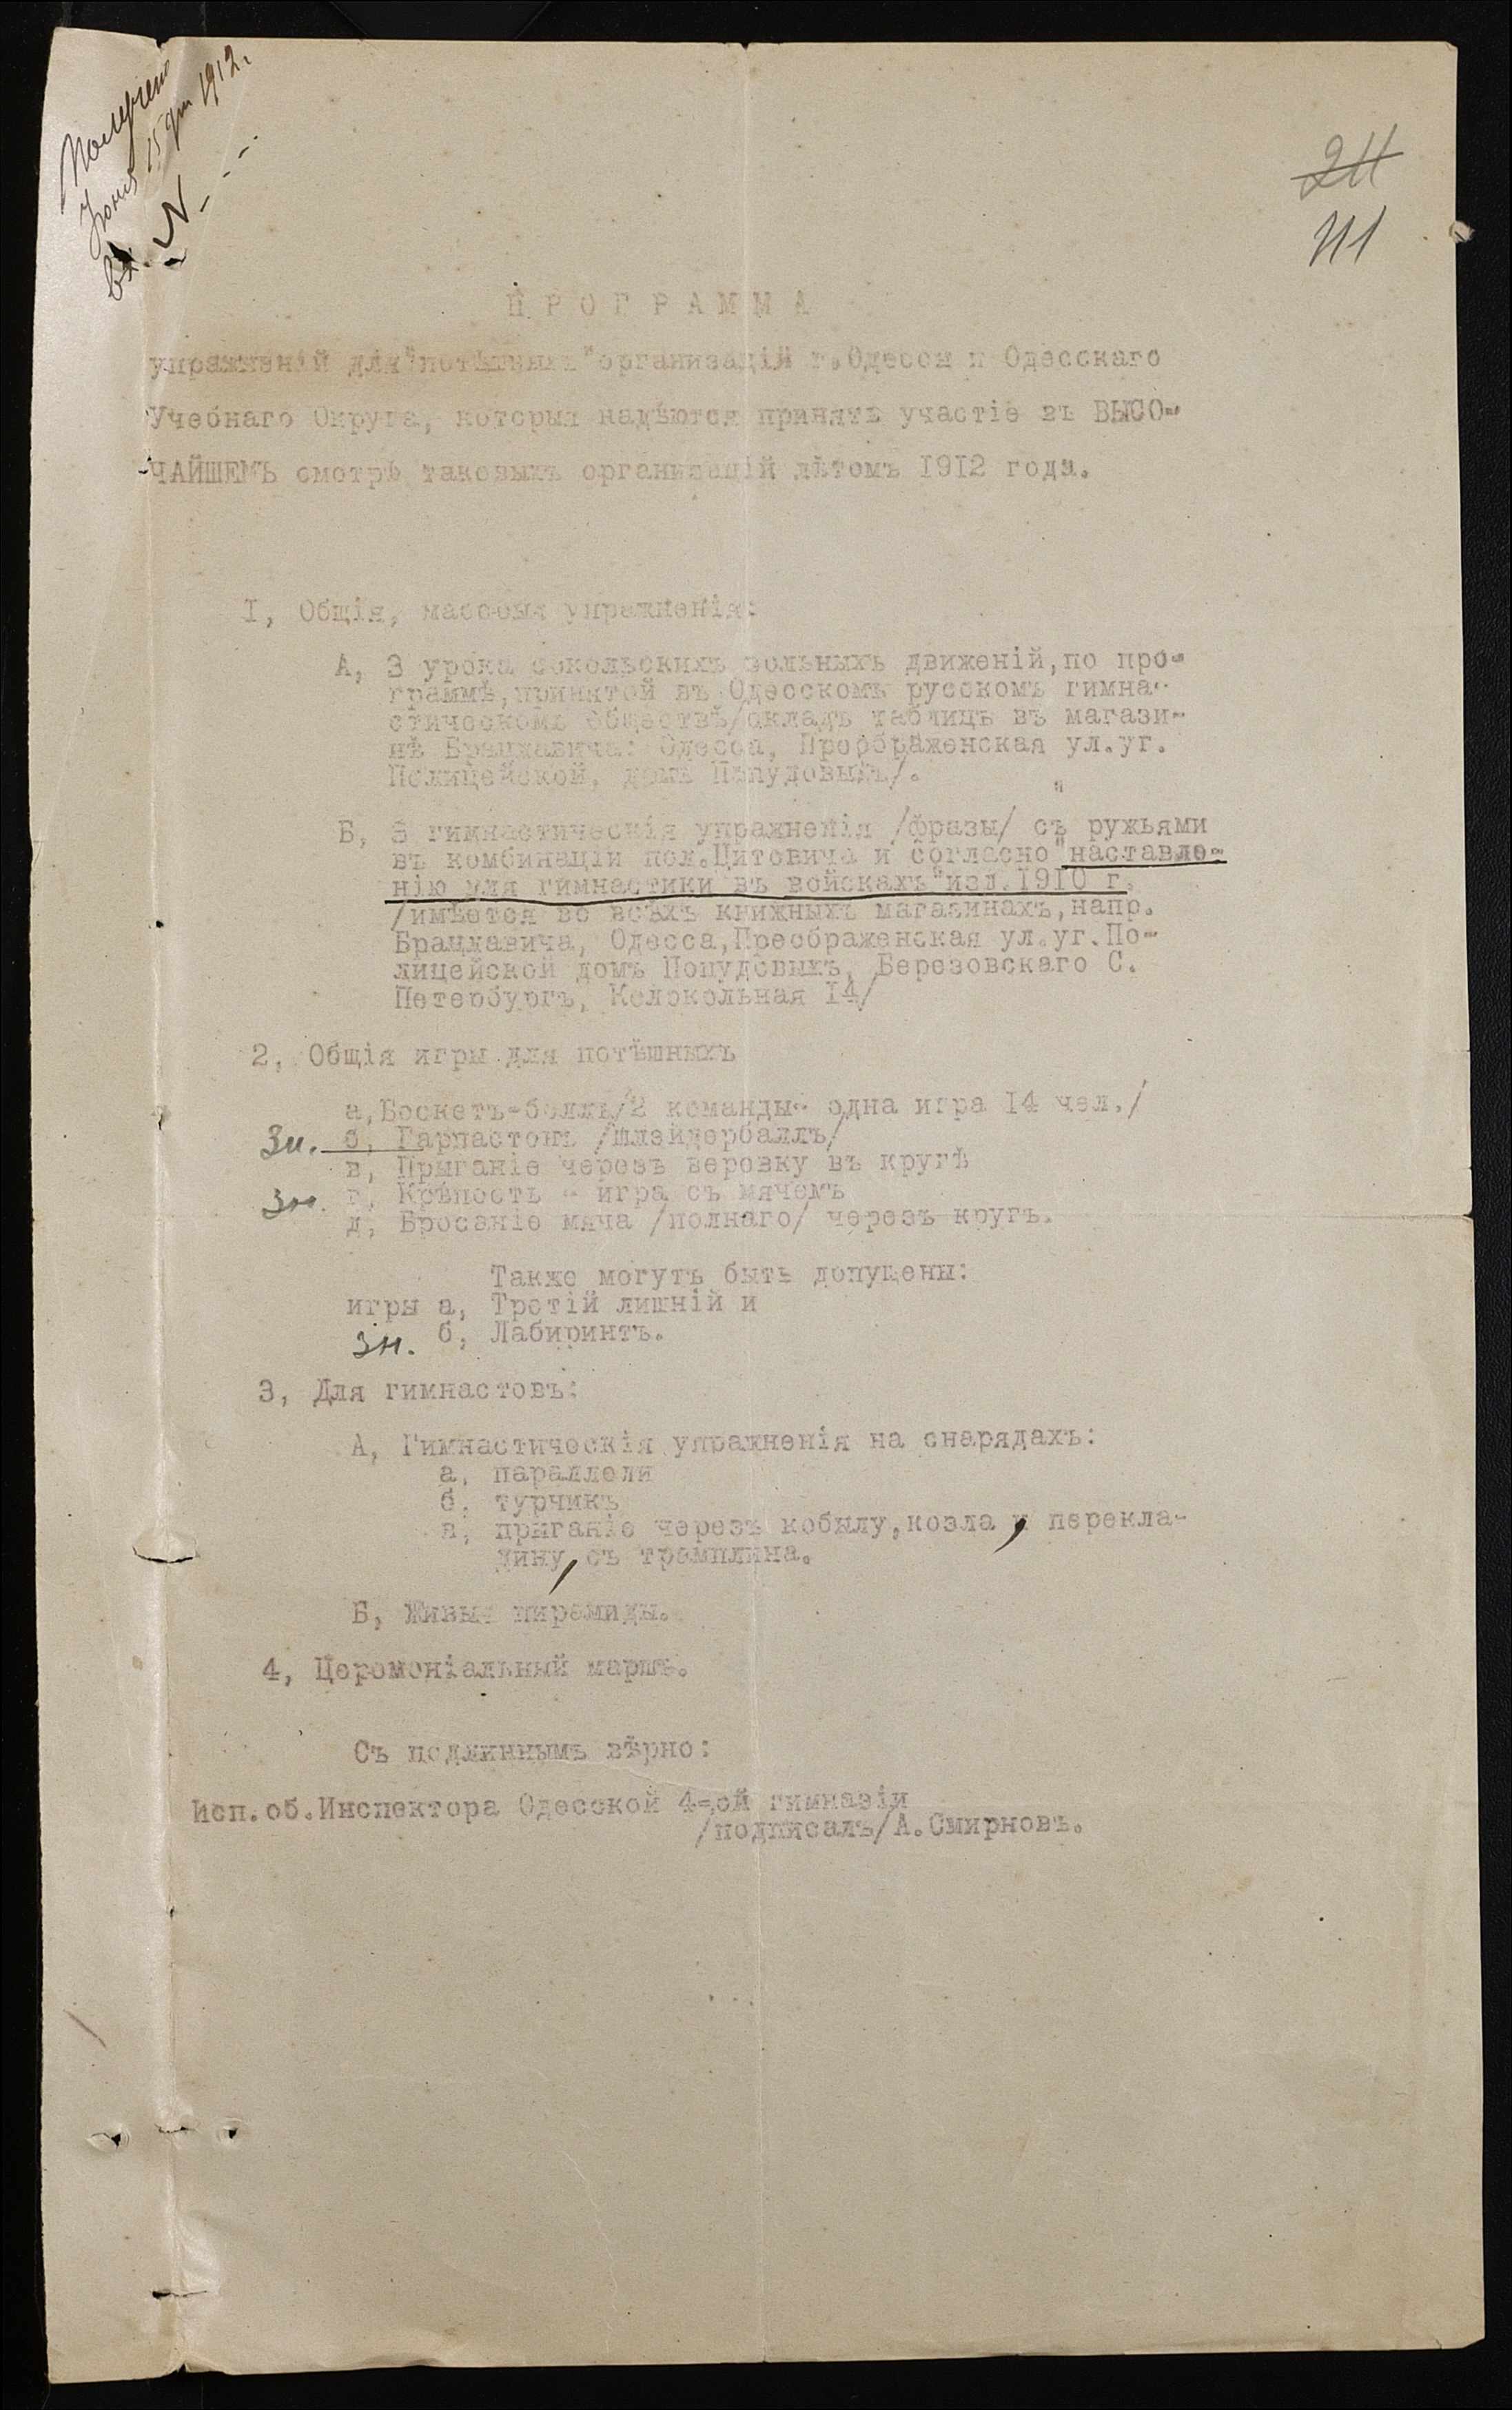 Получено
Юнія 15 дня 1912.
вх. N - - -
24
111
ПРОГРАММА
упражненій для "потѣшныхъ" организацій г.Одессы и Одесскаго
Учебнаго Округа, которыя надѣются принять участіе въ ВЫСО-
ЧАЙШЕМЪ смотрѣ таковыхъ организацій лѣтомъ 1912 года.
I, Общія, массовыя упражненія:
А, 3 урока сокольскихъ вольныхъ движеній,по про-
граммѣ,принятой въ Одесскомъ русскомъ гимна-
стическомъ обществѣ/складъ таблицъ въ магази-
нѣ Брацкавича: Одесса, Преображенская ул.уг.
Полицейской, домъ Попудовыхъ/.
Б, 3 гимнастическія упражненія /фразы/ съ ружьями
въ комбинаціи пол.Цитовича и согласно "наставле-
нію для гимнастики въ войскахъ" изд.1910 г.
/имѣется во всѣхъ книжныхъ магазинахъ,напр.
Брацкавича, Одесса,Преображенская ул.уг.По-
лицейской домъ Попудовыхъ, Березовскаго С.
Петербургъ, Колокольная 14/
2, Общія игры для потѣшныхъ
а,Боскетъ-боллъ/2 команды- одна игра 14 чел./
Зн. б, Гарпастонъ /шлейдербаллъ/
в, Прыганіе черезъ веровку въ кругѣ
Зн. г, Крѣпость - игра съ мячемъ
д, Бросаніе мяча /полнаго/ черезъ кругъ.
Также могутъ быть допущены:
игры а, Третій лишній и
Зн. б, Лабиринтъ.
3, Для гимнастовъ:
А, Гимнастическія упражненія на снарядахъ:
а, параллели
б, турчикъ
в, прыганіе черезъ кобылу,козла , перекла-
дину, съ трамплина.
Б, Живыя пирамиды.
4, Церемоніальный маршъ.
Съ подлиннымъ вѣрно:
Исп.об.Инспектора Одесской 4-ой гимназіи
/подписалъ/А.Смирновъ.